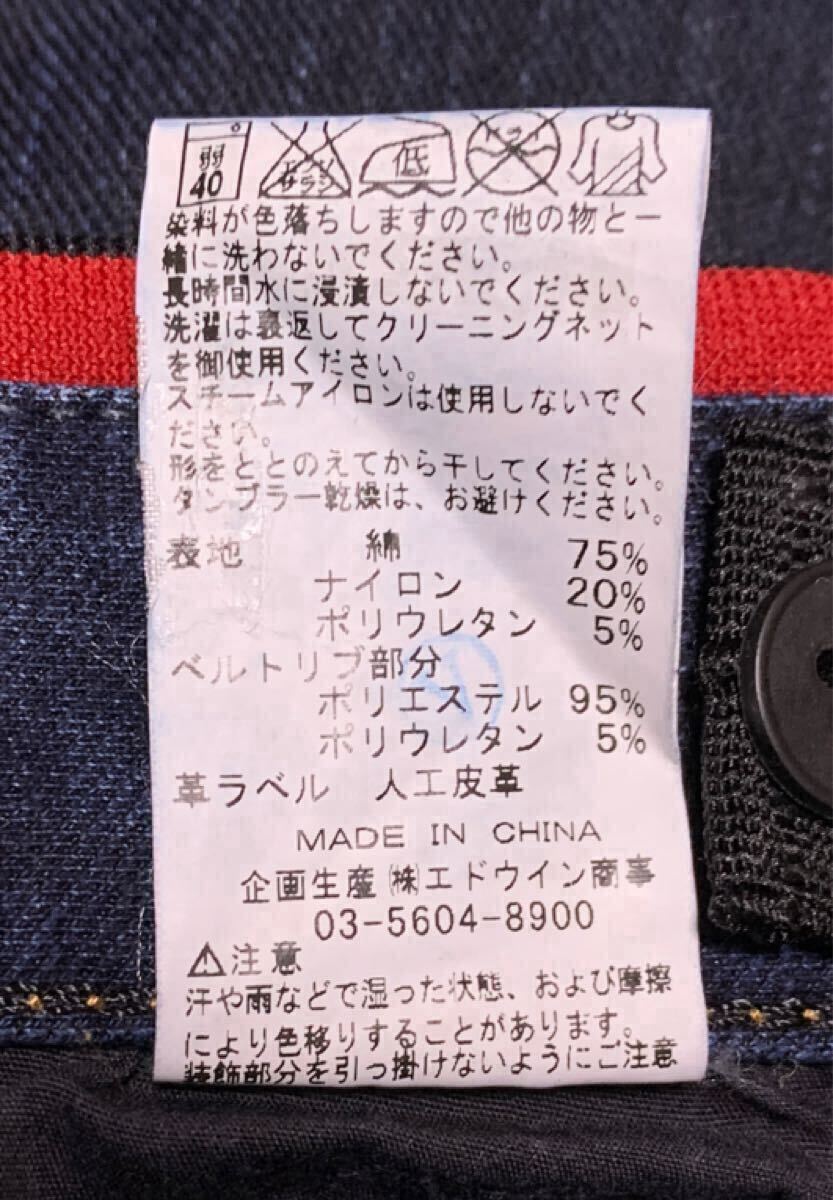 弱
40
エンソ
サラシ
低
ドライ
染料が色落ちしますので他の物と一
緒に洗わないでください。
長時間水に浸漬しないでください。
洗濯は裏返してクリーニングネット
を御使用ください。
スチームアイロンは使用しないでく
ださい。
形をととのえてから干してください。
タンブラー乾燥は、お避けください。
表地 綿 75%
ナイロン 20%
ポリウレタン 5%
ベルトリブ部分
ポリエステル 95%
ポリウレタン 5%
革ラベル 人工皮革
MADE IN CHINA
企画生産 ㈱エドウイン商事
03-5604-8900
⚠注意
汗や雨などで湿った状態、および摩擦
により色移りすることがあります。
装飾部分を引っ掛けないようにご注意